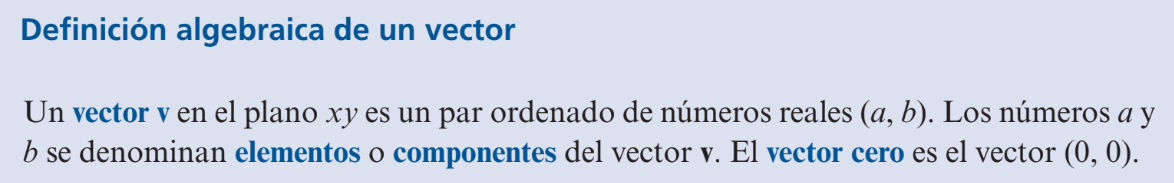 Definición algebraica de un vector
Un vector v en el plano xy es un par ordenado de números reales (a, b). Los números a y
b se denominan elementos o componentes del vector v. El vector cero es el vector (0, 0).